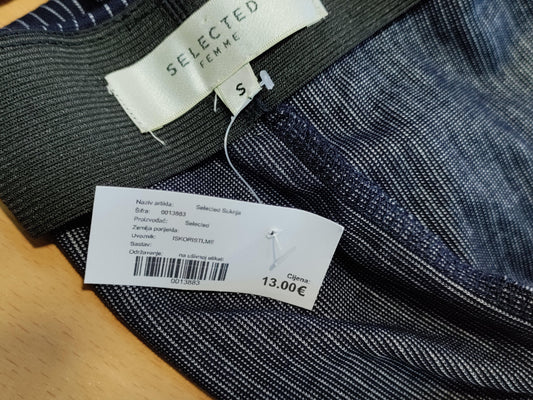 SELECTED
FEMME
S
Naziv artikla: Selected Suknja
Šifra: 0013883
Proizvođač: Selected
Zemlja porijekla:
Uvoznik: ISKORISTI.ME
Sastav:
Održavanje: na ušivnoj etiketi
0013883
Cijena:
13.00€